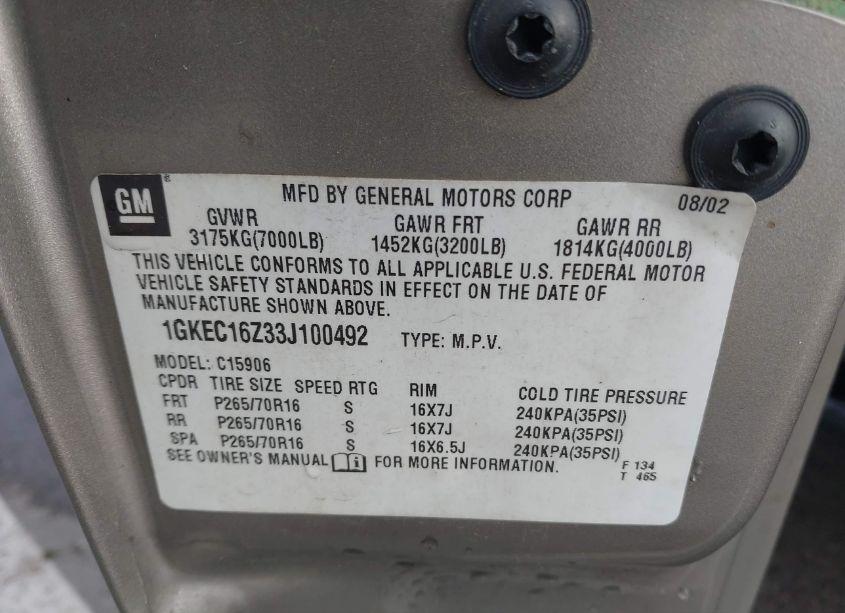 GM ®
MFD BY GENERAL MOTORS CORP 08/02
GVWR GAWR FRT GAWR RR
3175KG(7000LB) 1452KG(3200LB) 1814KG(4000LB)
THIS VEHICLE CONFORMS TO ALL APPLICABLE U.S. FEDERAL MOTOR
VEHICLE SAFETY STANDARDS IN EFFECT ON THE DATE OF
MANUFACTURE SHOWN ABOVE.
1GKEC16Z33J100492 TYPE: M.P.V.
MODEL: C15906
CPDR TIRE SIZE SPEED RTG RIM COLD TIRE PRESSURE
FRT P265/70R16 S 16X7J 240KPA(35PSI)
RR P265/70R16 S 16X7J 240KPA(35PSI)
SPA P265/70R16 S 16X6.5J 240KPA(35PSI)
SEE OWNER'S MANUAL i FOR MORE INFORMATION. F 134
T 465